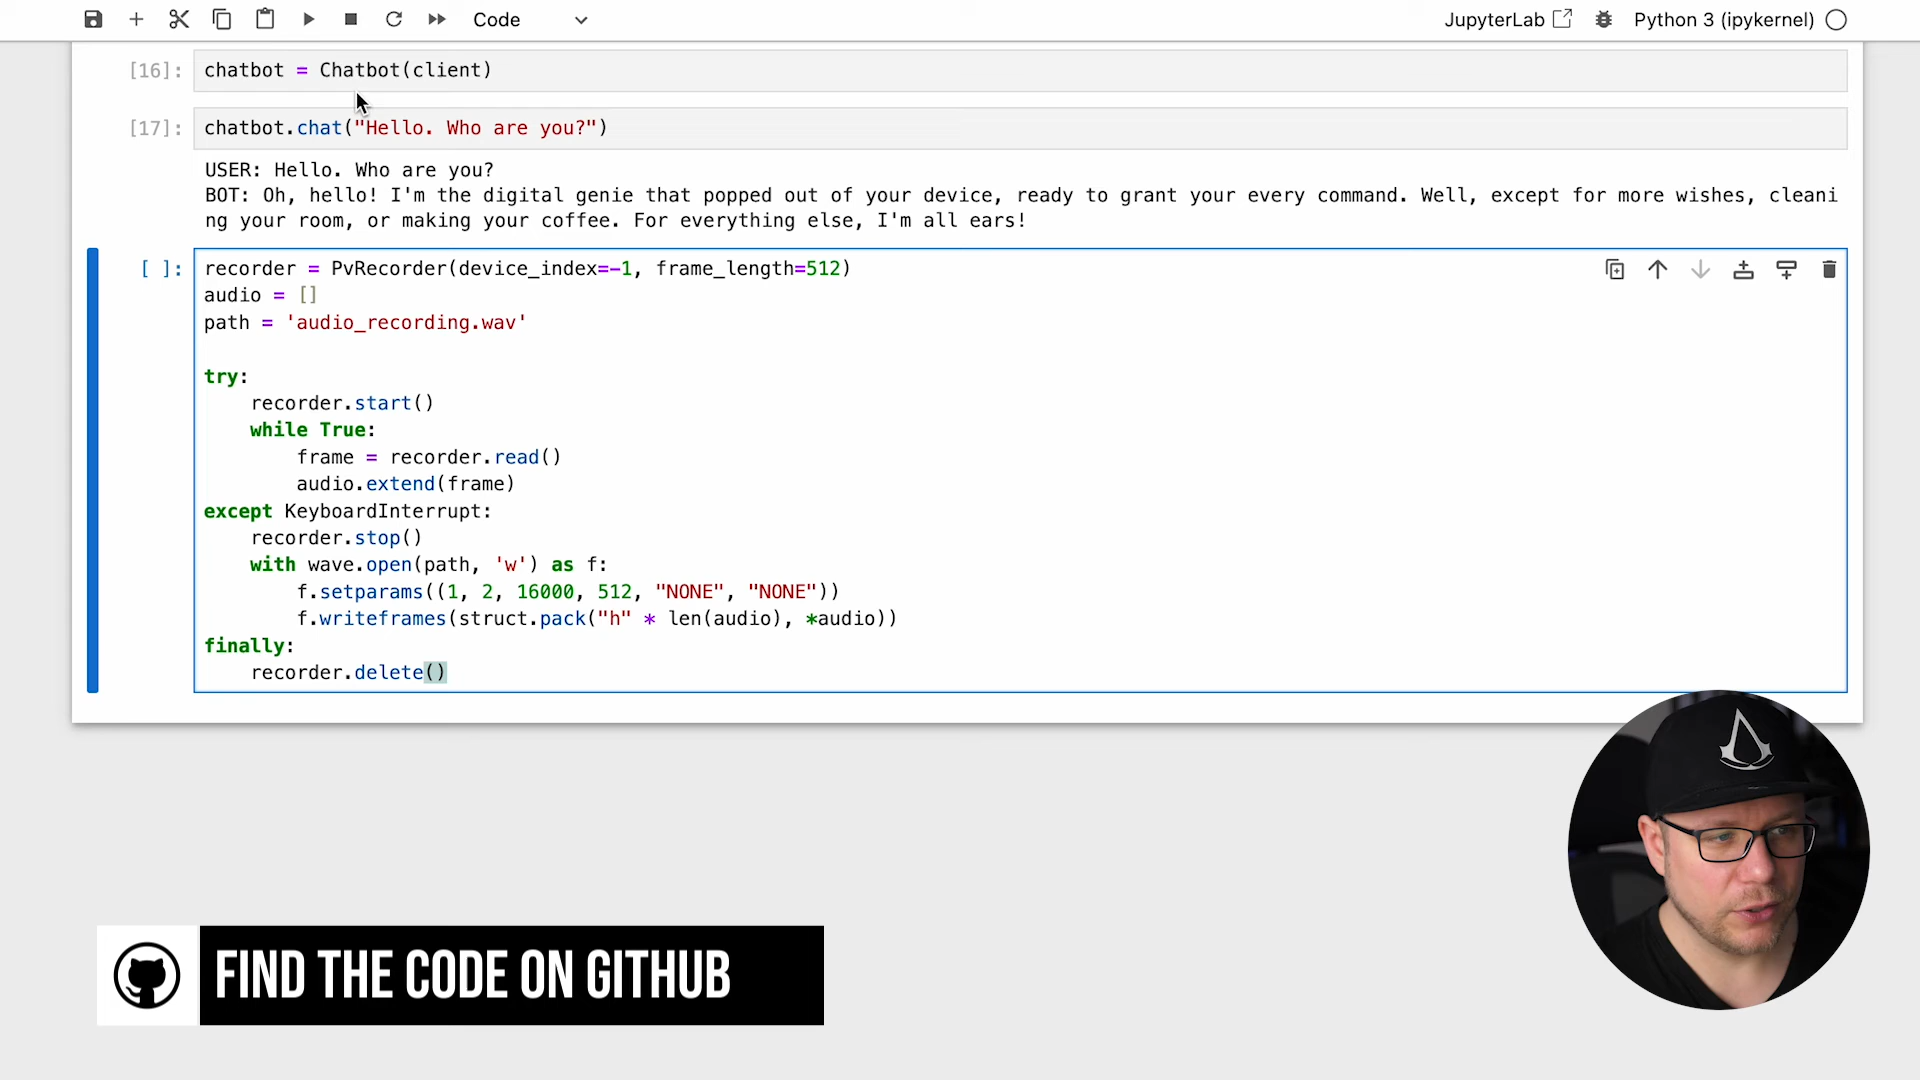 Code
JupyterLab
Python 3 (ipykernel)
[16]:
chatbot = Chatbot(client)
[17]:
chatbot.chat("Hello. Who are you?")
USER: Hello. Who are you?
BOT: Oh, hello! I'm the digital genie that popped out of your device, ready to grant your every command. Well, except for more wishes, cleani
ng your room, or making your coffee. For everything else, I'm all ears!
[ ]:
recorder = PvRecorder(device_index=-1, frame_length=512)
audio = []
path = 'audio_recording.wav'
try:
    recorder.start()
    while True:
        frame = recorder.read()
        audio.extend(frame)
except KeyboardInterrupt:
    recorder.stop()
    with wave.open(path, 'w') as f:
        f.setparams((1, 2, 16000, 512, "NONE", "NONE"))
        f.writeframes(struct.pack("h" * len(audio), *audio))
finally:
    recorder.delete()
FIND THE CODE ON GITHUB